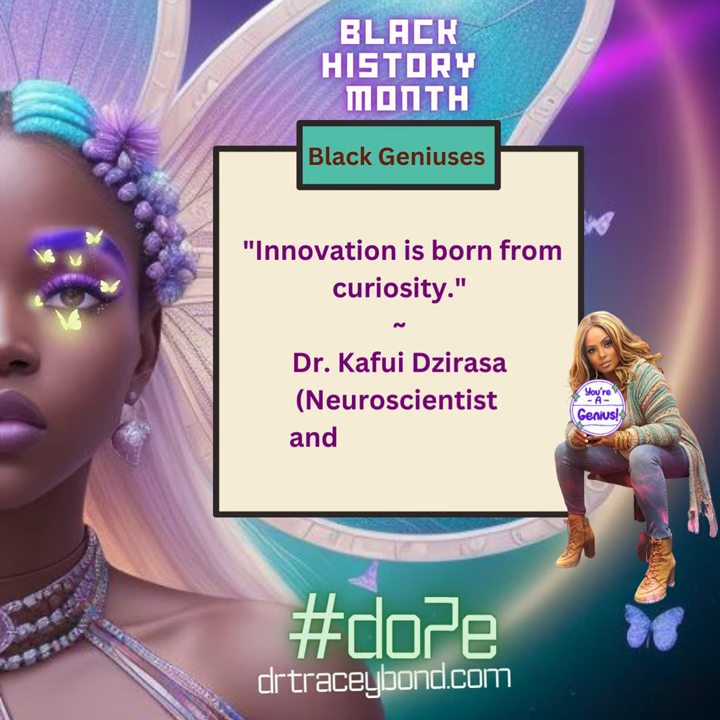 BLACK
HISTORY
MONTH
Black Geniuses
"Innovation is born from
curiosity."
~
Dr. Kafui Dzirasa
(Neuroscientist
and
You're
- A -
Genius!
#do?e
drtraceybond.com